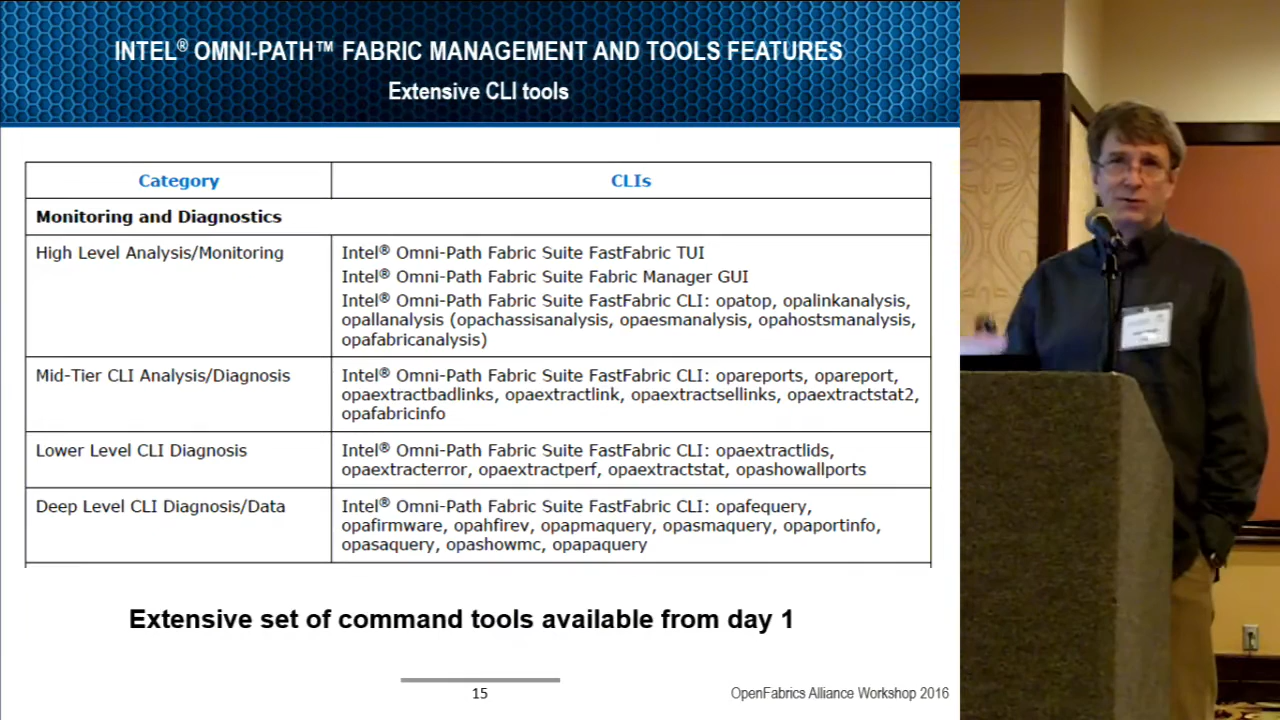 INTEL® OMNI-PATH™ FABRIC MANAGEMENT AND TOOLS FEATURES
Extensive CLI tools
Category
CLIs
Monitoring and Diagnostics
High Level Analysis/Monitoring
Intel® Omni-Path Fabric Suite FastFabric TUI
Intel® Omni-Path Fabric Suite Fabric Manager GUI
Intel® Omni-Path Fabric Suite FastFabric CLI: opatop, opalinkanalysis,
opallanalysis (opachassisanalysis, opaesmanalysis, opahostsmanalysis,
opafabricanalysis)
Mid-Tier CLI Analysis/Diagnosis
Intel® Omni-Path Fabric Suite FastFabric CLI: opareports, opareport,
opaextractbadlinks, opaextractlink, opaextractsellinks, opaextractstat2,
opafabricinfo
Lower Level CLI Diagnosis
Intel® Omni-Path Fabric Suite FastFabric CLI: opaextractlids,
opaextracterror, opaextractperf, opaextractstat, opashowallports
Deep Level CLI Diagnosis/Data
Intel® Omni-Path Fabric Suite FastFabric CLI: opafequery,
opafirmware, opahfirev, opapmaquery, opasmaquery, opaportinfo,
opasaquery, opashowmc, opapaquery
Extensive set of command tools available from day 1
15
OpenFabrics Alliance Workshop 2016